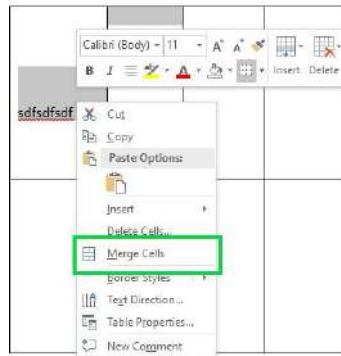 Calibri (Body) 11 A A
B I A Insert Delete
sdfsdfsdf
Cut
Copy
Paste Options:
Insert
Delete Cells...
Merge Cells
Border Styles
Text Direction...
Table Properties...
New Comment